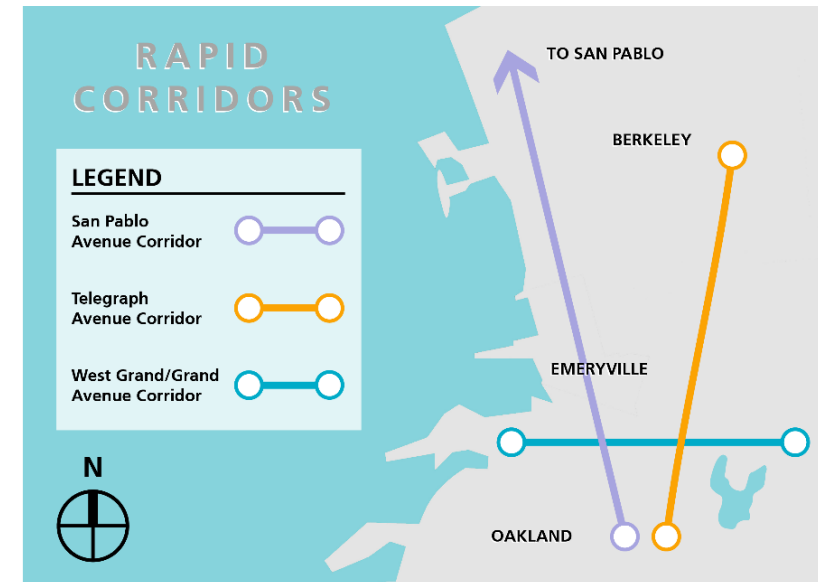 RAPID
CORRIDORS
LEGEND
San Pablo
Avenue Corridor
Telegraph
Avenue Corridor
West Grand/Grand
Avenue Corridor
N
TO SAN PABLO
BERKELEY
EMERYVILLE
OAKLAND